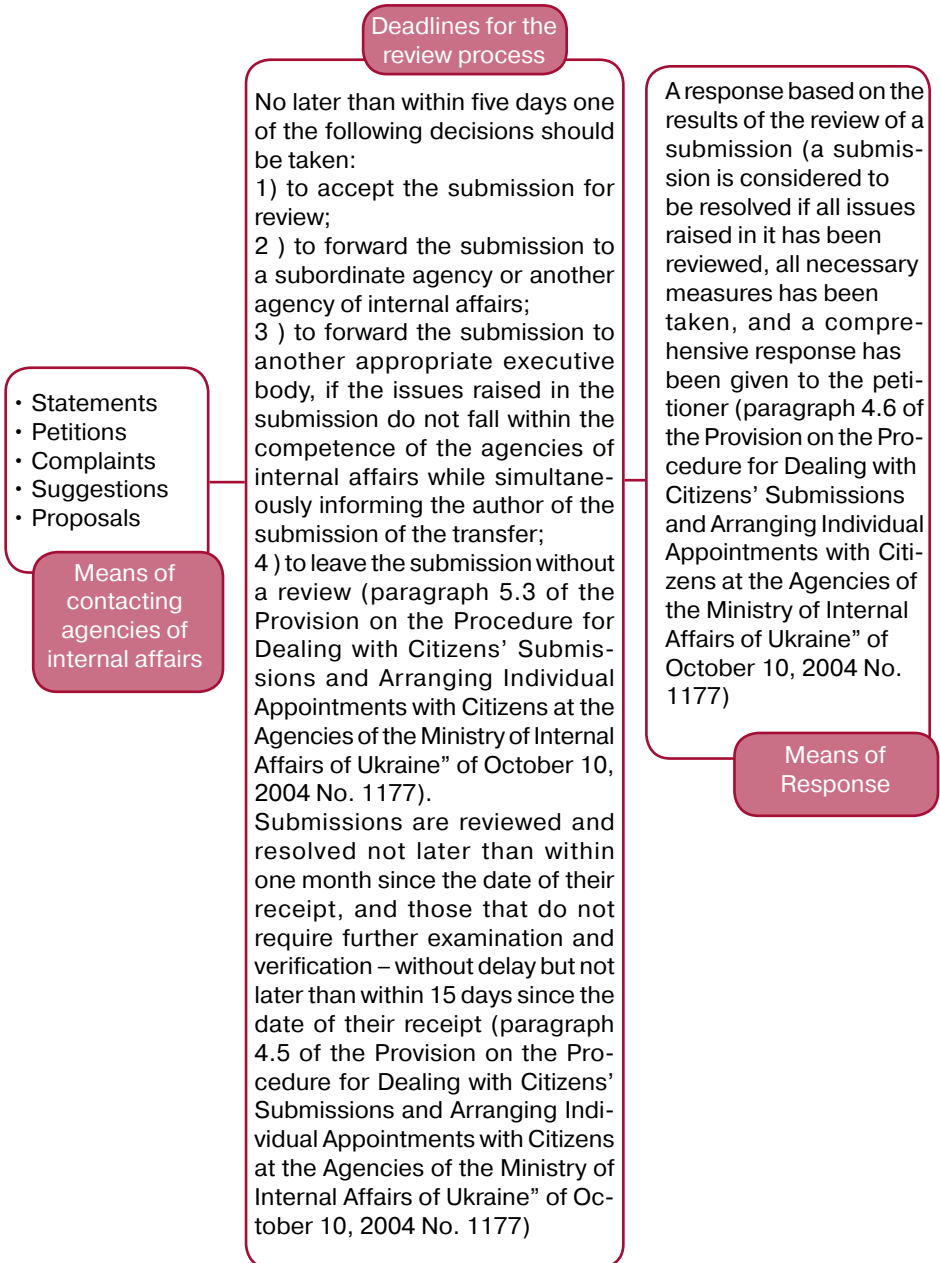 • Statements
• Petitions
• Complaints
• Suggestions
• Proposals
Means of
contacting
agencies of
internal affairs
Deadlines for the
review process
No later than within five days one
of the following decisions should
be taken:
1) to accept the submission for
review;
2 ) to forward the submission to
a subordinate agency or another
agency of internal affairs;
3 ) to forward the submission to
another appropriate executive
body, if the issues raised in the
submission do not fall within the
competence of the agencies of
internal affairs while simultane-
ously informing the author of the
submission of the transfer;
4 ) to leave the submission without
a review (paragraph 5.3 of the
Provision on the Procedure for
Dealing with Citizens’ Submis-
sions and Arranging Individual
Appointments with Citizens at the
Agencies of the Ministry of Internal
Affairs of Ukraine” of October 10,
2004 No. 1177).
Submissions are reviewed and
resolved not later than within
one month since the date of their
receipt, and those that do not
require further examination and
verification – without delay but not
later than within 15 days since the
date of their receipt (paragraph
4.5 of the Provision on the Pro-
cedure for Dealing with Citizens’
Submissions and Arranging Indi-
vidual Appointments with Citizens
at the Agencies of the Ministry of
Internal Affairs of Ukraine” of Oc-
tober 10, 2004 No. 1177)
A response based on the
results of the review of a
submission (a submis-
sion is considered to
be resolved if all issues
raised in it has been
reviewed, all necessary
measures has been
taken, and a compre-
hensive response has
been given to the peti-
tioner (paragraph 4.6 of
the Provision on the Pro-
cedure for Dealing with
Citizens’ Submissions
and Arranging Individual
Appointments with Citi-
zens at the Agencies of
the Ministry of Internal
Affairs of Ukraine” of
October 10, 2004 No.
1177)
Means of
Response